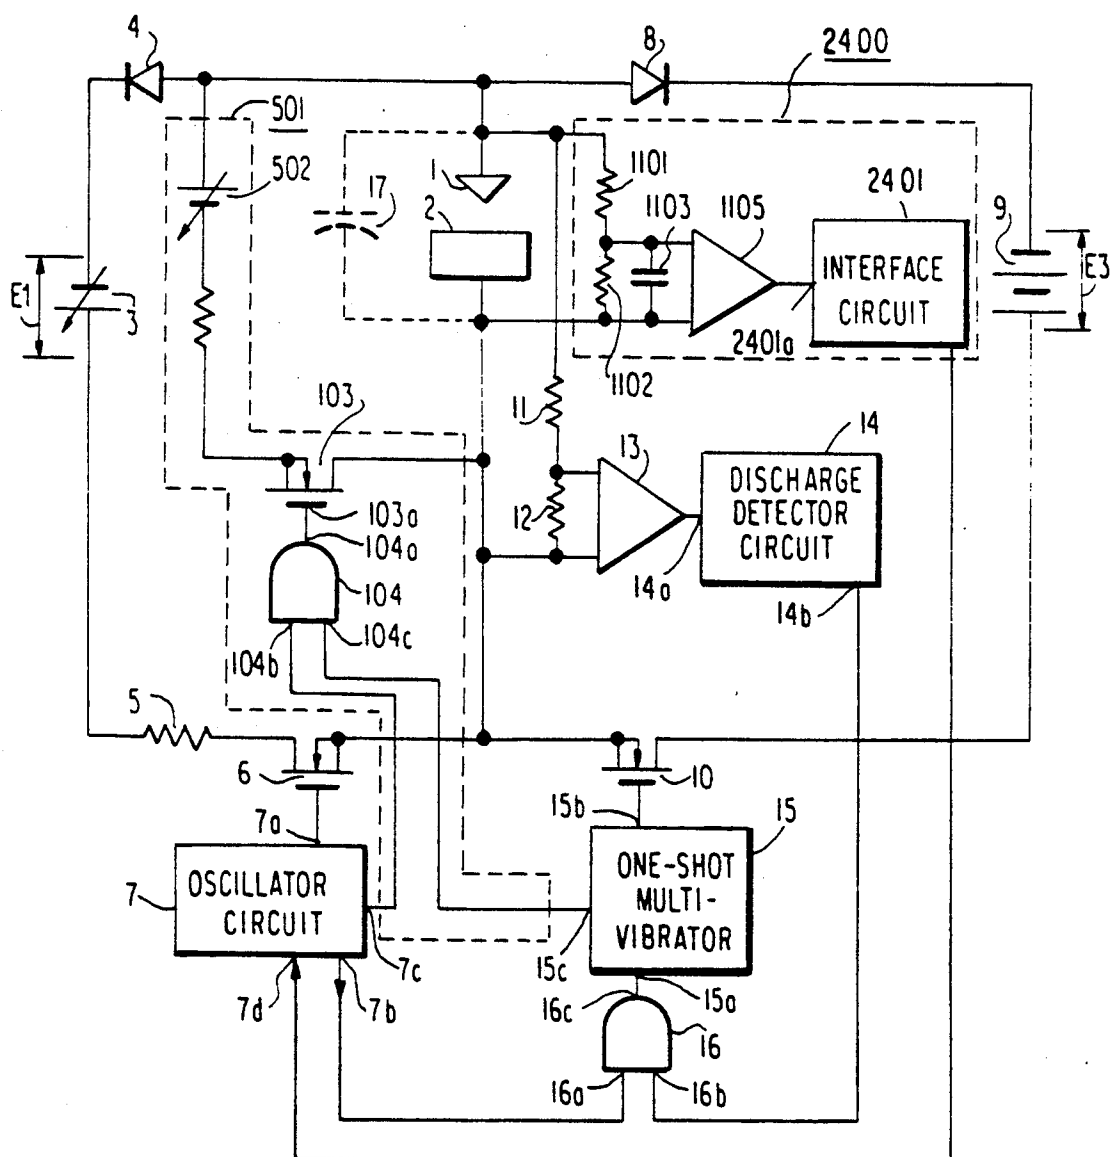 4
8
2400
501
502
1
17
2
1101
1103
1105
2401
INTERFACE
CIRCUIT
9
E3
E1
3
2401a
1102
103
11
13
14
DISCHARGE
DETECTOR
CIRCUIT
12
103a
104a
104
14a
14b
104b
104c
5
6
10
7a
15b
15
7
OSCILLATOR
CIRCUIT
ONE-SHOT
MULTI-
VIBRATOR
7c
15c
7d
7b
16c
15a
16
16a
16b